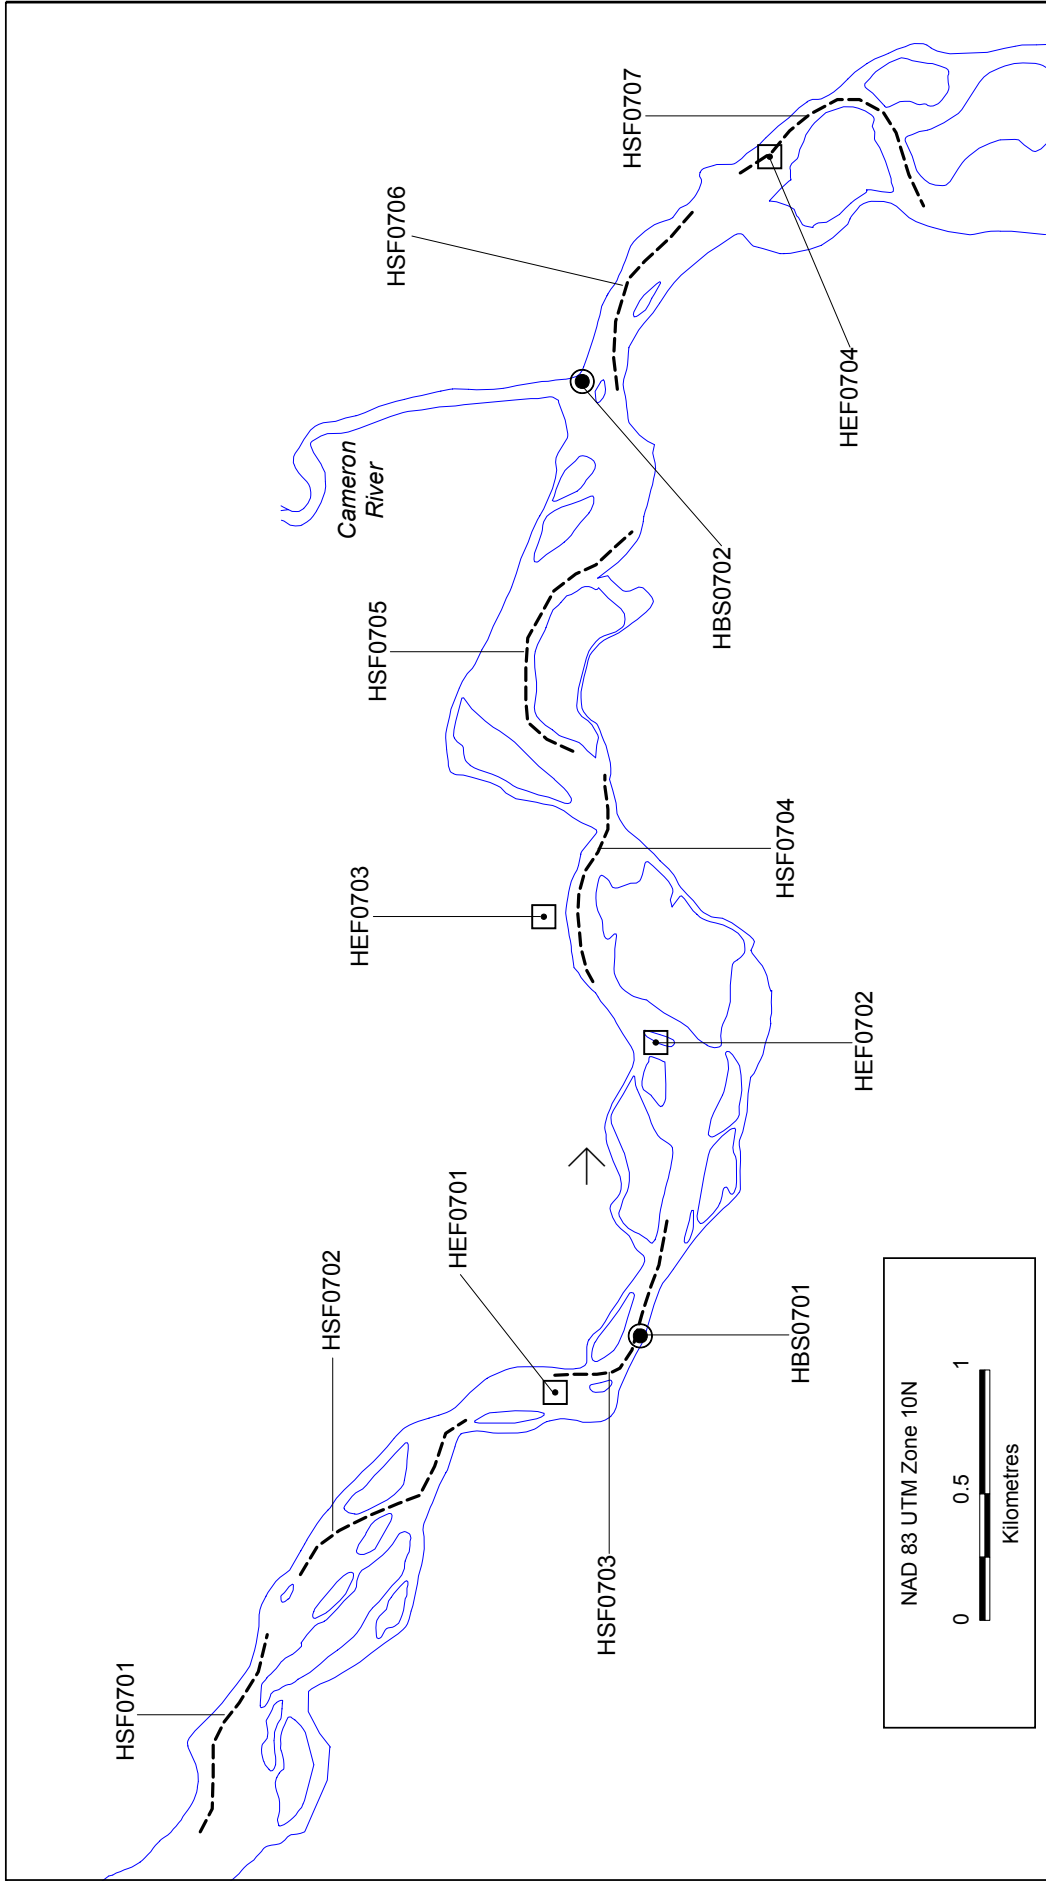 HSF0701
HSF0702
HEF0701
HSF0703
HBS0701
HEF0703
HEF0702
HSF0704
HSF0705
Cameron
River
HBS0702
HSF0706
HEF0704
HSF0707
NAD 83 UTM Zone 10N
0 0.5 1
Kilometres